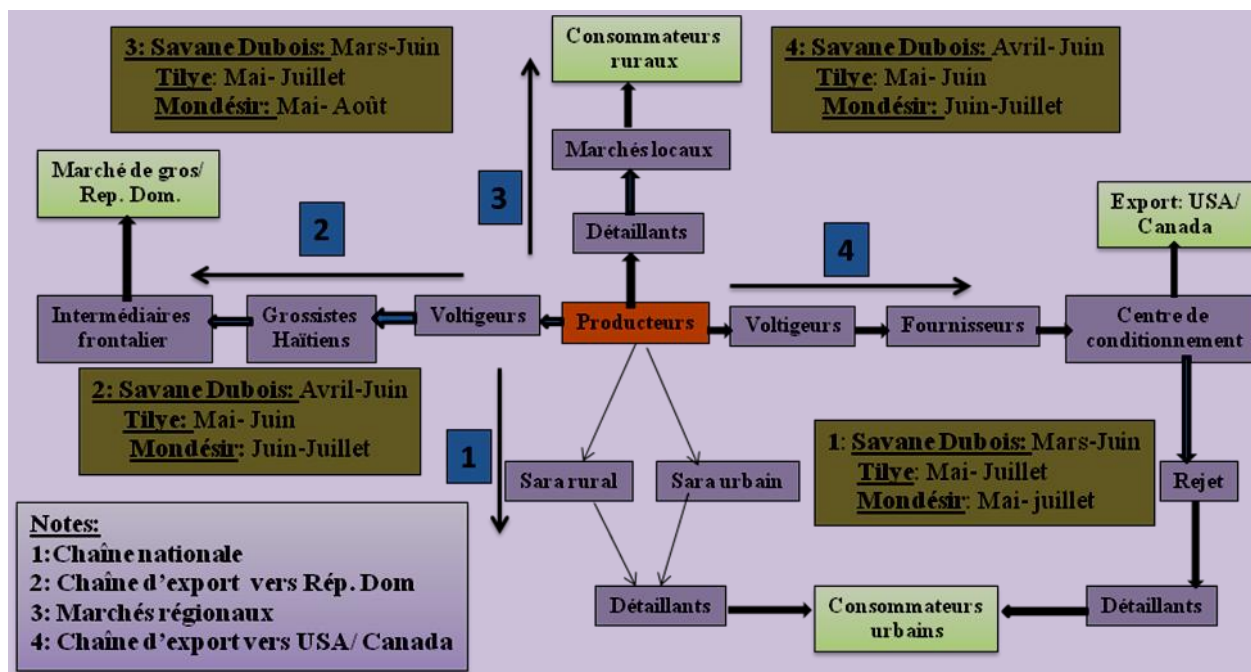 3: Savane Dubois: Mars-Juin
Tilye: Mai- Juillet
Mondésir: Mai- Août
Consommateurs
ruraux
4: Savane Dubois: Avril- Juin
Tilye: Mai- Juin
Mondésir: Juin-Juillet
Marché de gros/
Rep. Dom.
Marchés locaux
3
Export: USA/
Canada
2
Détaillants
4
Intermédiaires
frontalier
Grossistes
Haïtiens
Voltigeurs
Producteurs
Voltigeurs
Fournisseurs
Centre de
conditionnement
2: Savane Dubois: Avril-Juin
Tilye: Mai- Juin
Mondésir: Juin-Juillet
1
1: Savane Dubois: Mars-Juin
Tilye: Mai- Juillet
Mondésir: Mai- juillet
Sara rural
Sara urbain
Rejet
Notes:
1: Chaîne nationale
2: Chaîne d'export vers Rép. Dom
3: Marchés régionaux
4: Chaîne d'export vers USA/ Canada
Détaillants
Consommateurs
urbains
Détaillants